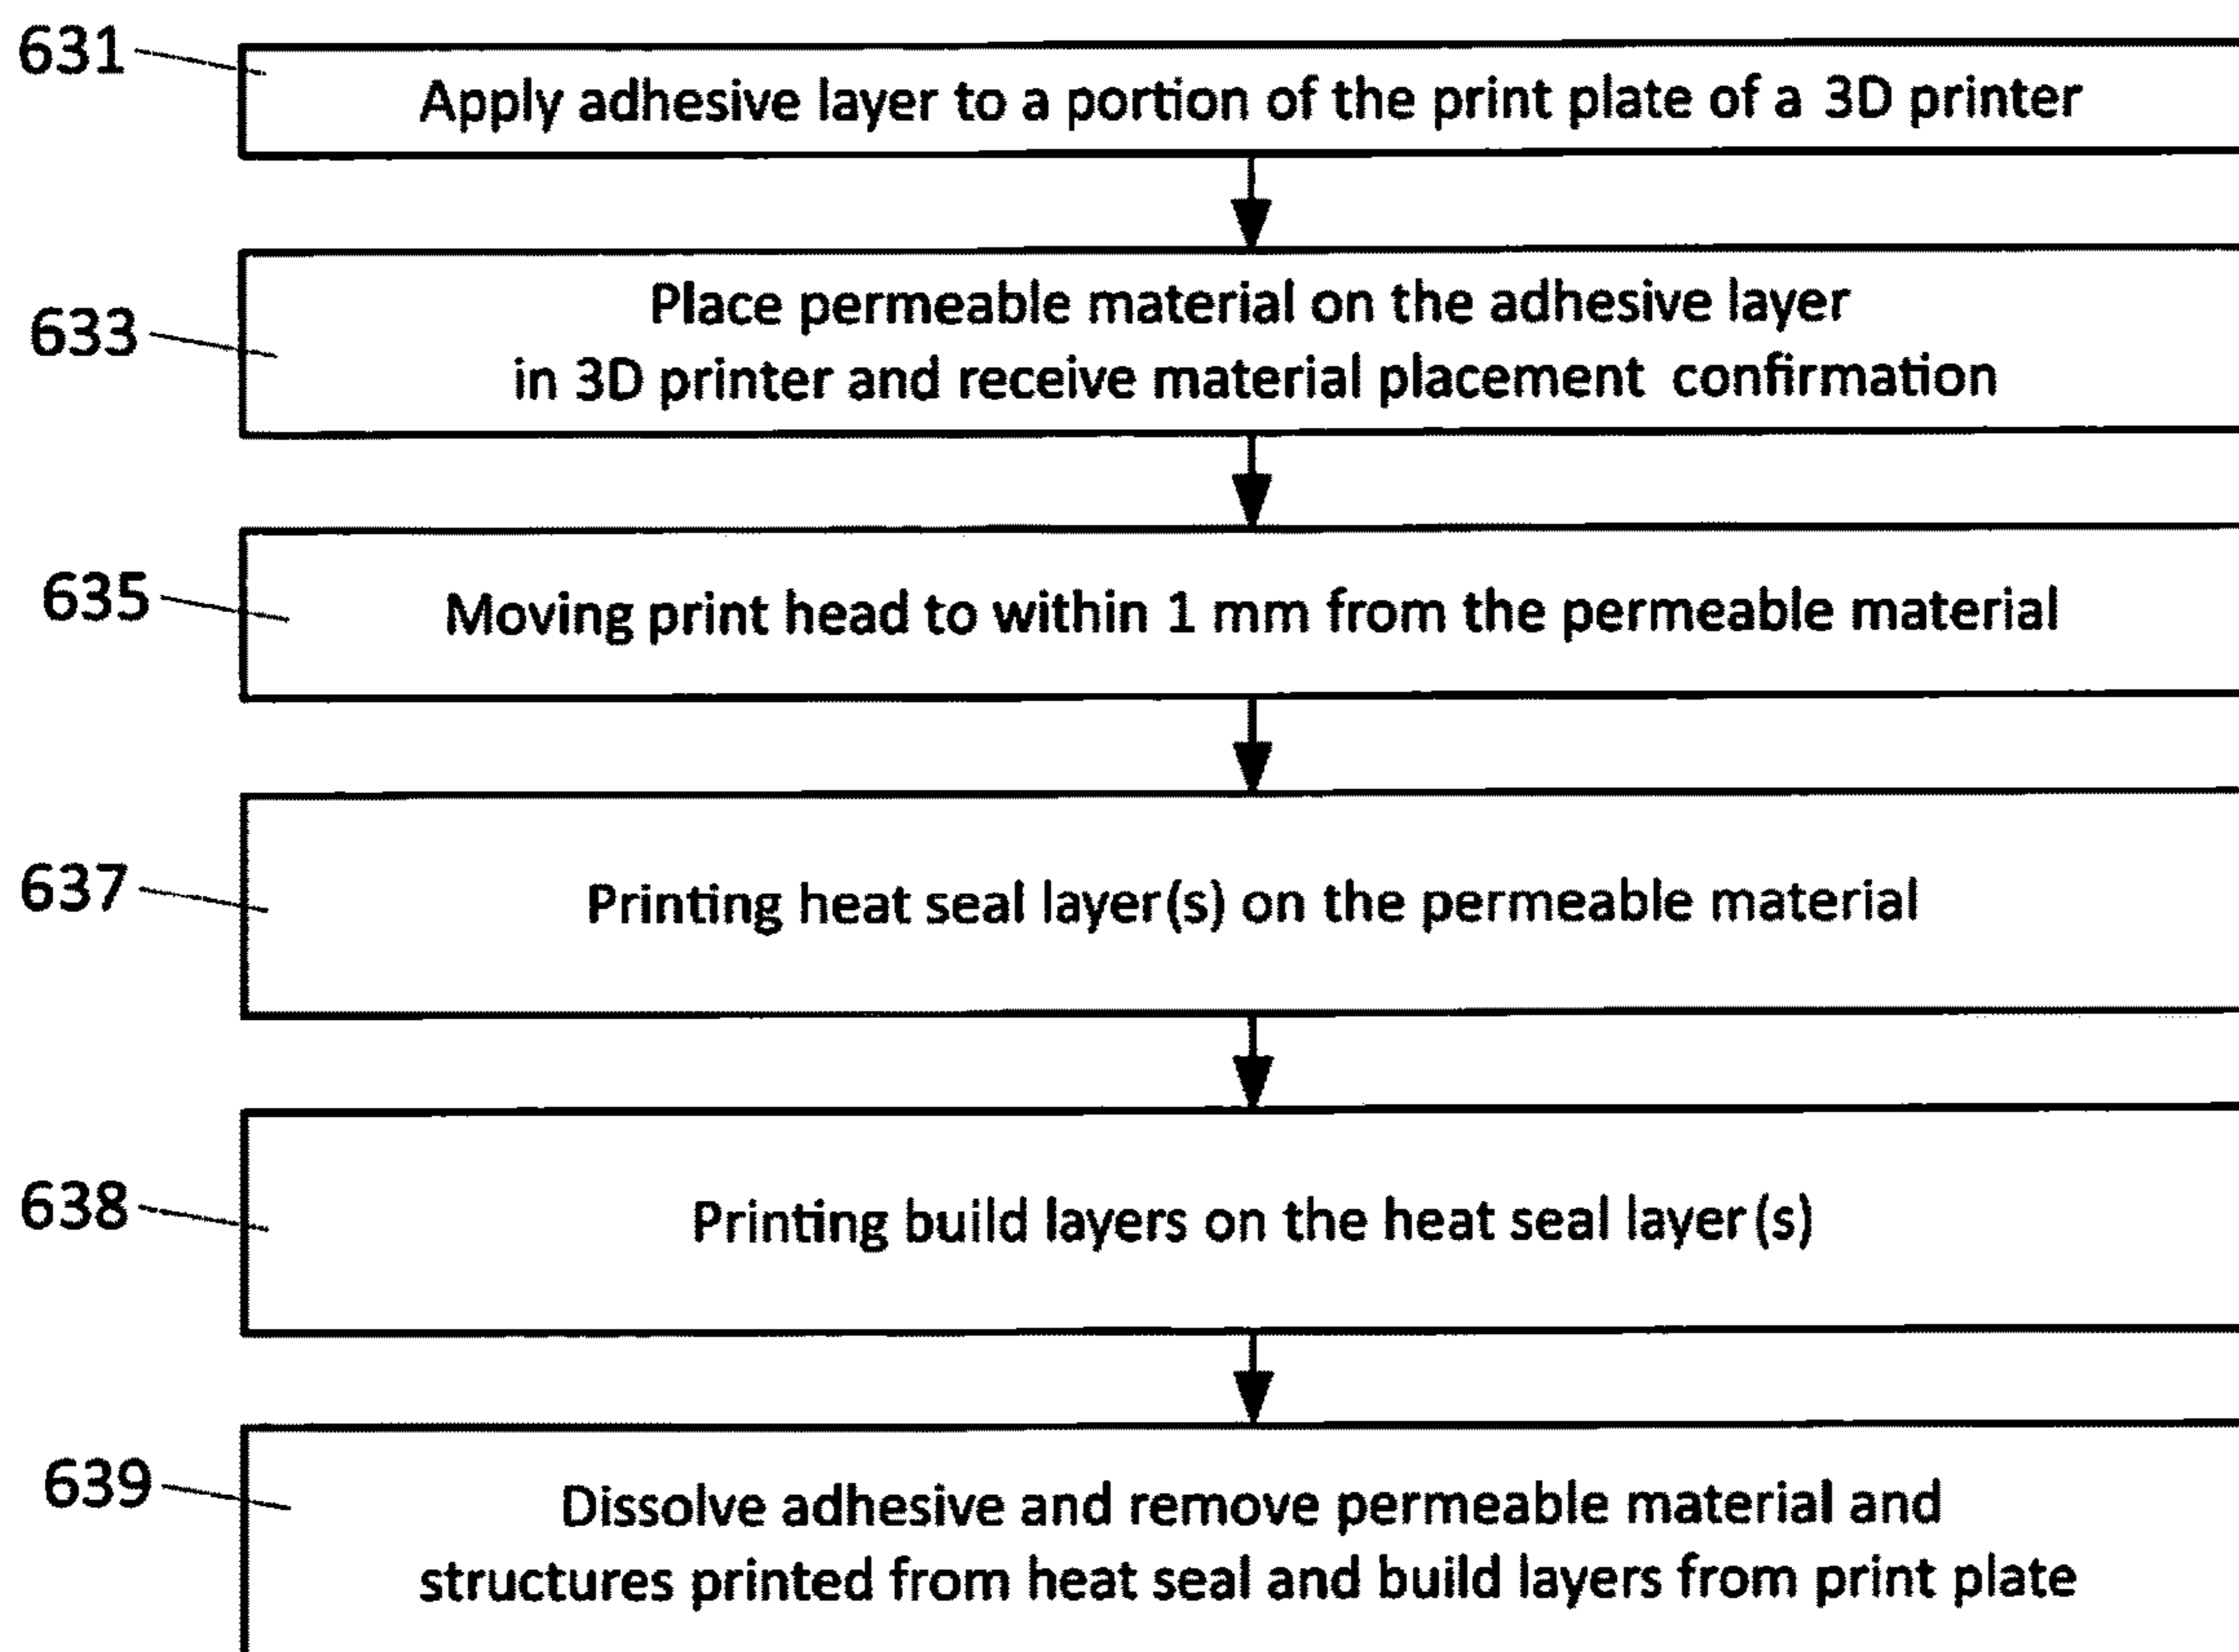 631
Apply adhesive layer to a portion of the print plate of a 3D printer
633
Place permeable material on the adhesive layer
in 3D printer and receive material placement confirmation
635
Moving print head to within 1 mm from the permeable material
637
Printing heat seal layer(s) on the permeable material
638
Printing build layers on the heat seal layer(s)
639
Dissolve adhesive and remove permeable material and
structures printed from heat seal and build layers from print plate